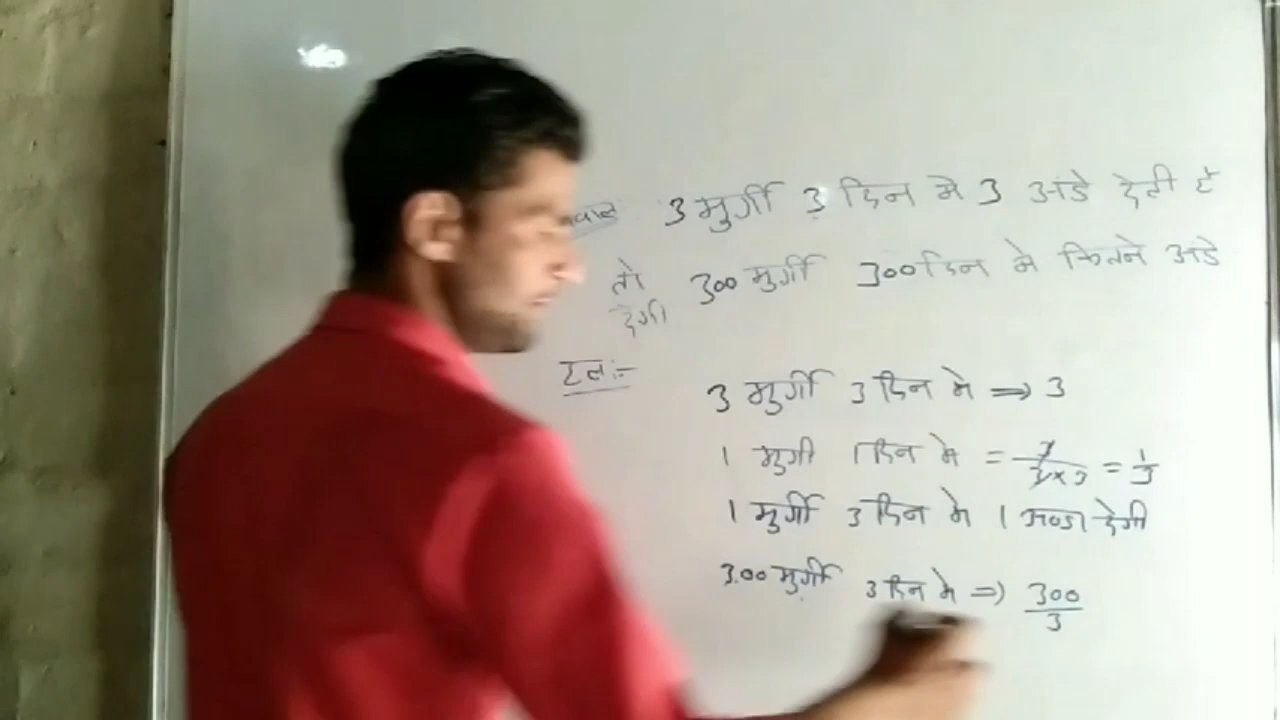 3 मुर्गी 3 दिन मे 3 अंडे देती है
तो 300 मुर्गी 300 दिन मे कितने अंडे
देगी
हल:-
3 मुर्गी 3 दिन मे ⇒ 3
1 मुर्गी 1 दिन मे = 3/3×3 = 1/3
1 मुर्गी 3 दिन मे 1 अण्डा देगी
300 मुर्गी 3 दिन मे ⇒ 300/3